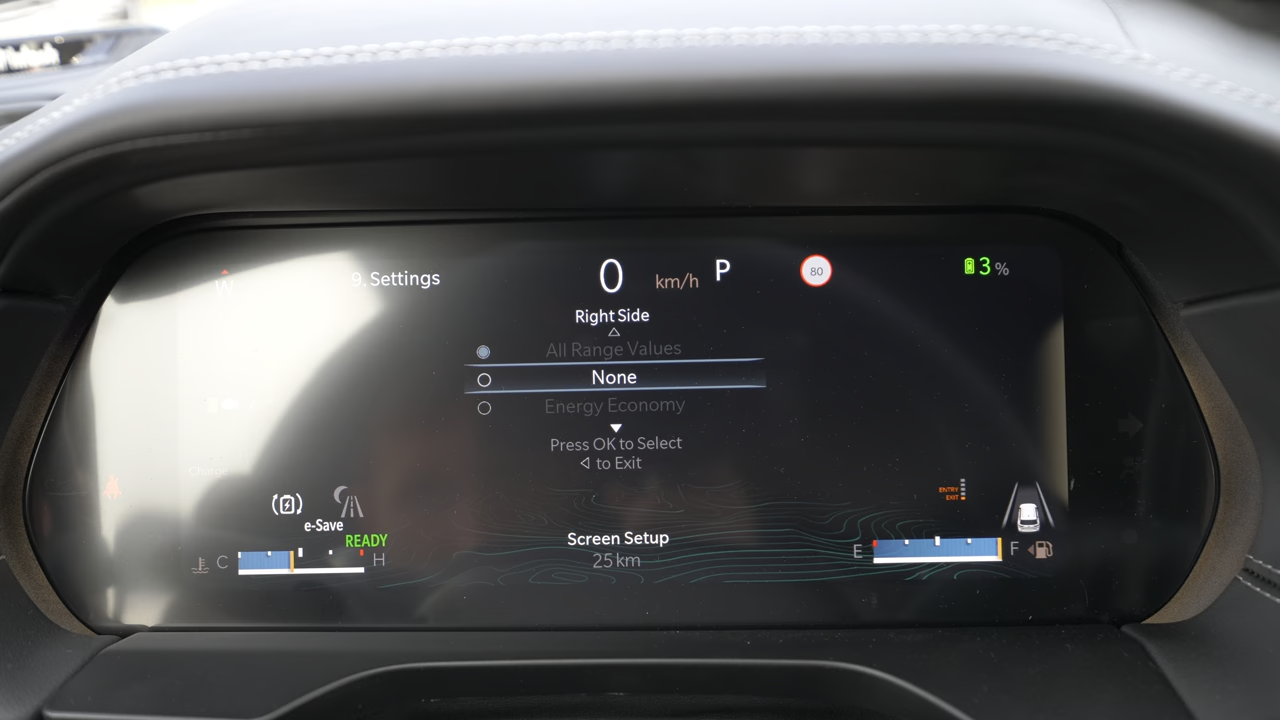 W
9. Settings
0 km/h P
80
3 %
Right Side
All Range Values
None
Energy Economy
Press OK to Select
to Exit
Charge
ENTRY
EXIT
e-Save
READY
C
H
Screen Setup
25 km
E
F